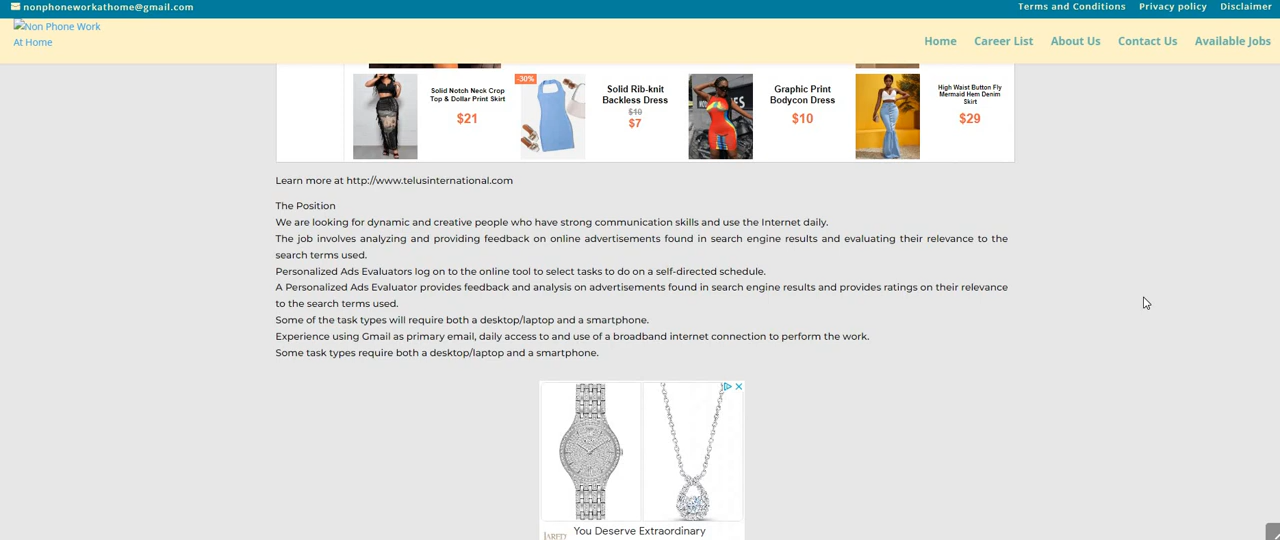 nonphoneworkathome@gmail.com
Terms and Conditions
Privacy policy
Disclaimer
Non Phone Work
At Home
Home
Career List
About Us
Contact Us
Available Jobs
Solid Notch Neck Crop
Top & Dollar Print Skirt
$21
-30%
Solid Rib-knit
Backless Dress
$10
$7
Graphic Print
Bodycon Dress
$10
High Waist Button Fly
Mermaid Hem Denim
Skirt
$29
Learn more at http://www.telusinternational.com
The Position
We are looking for dynamic and creative people who have strong communication skills and use the Internet daily.
The job involves analyzing and providing feedback on online advertisements found in search engine results and evaluating their relevance to the
search terms used.
Personalized Ads Evaluators log on to the online tool to select tasks to do on a self-directed schedule.
A Personalized Ads Evaluator provides feedback and analysis on advertisements found in search engine results and provides ratings on their relevance
to the search terms used.
Some of the task types will require both a desktop/laptop and a smartphone.
Experience using Gmail as primary email, daily access to and use of a broadband internet connection to perform the work.
Some task types require both a desktop/laptop and a smartphone.
You Deserve Extraordinary
JARED